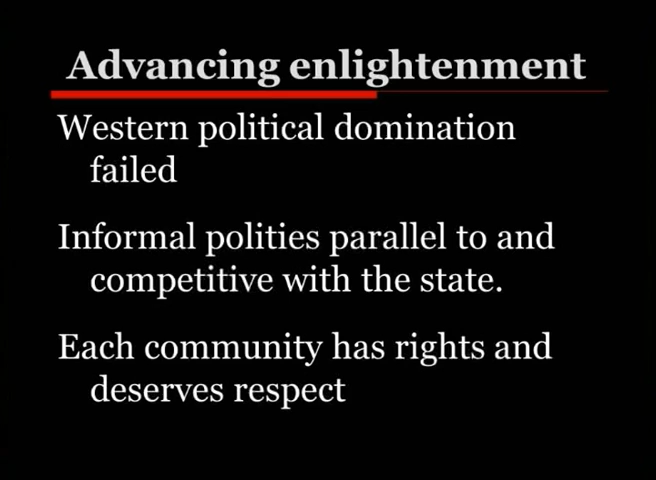 Advancing enlightenment
Western political domination
failed
Informal polities parallel to and
competitive with the state.
Each community has rights and
deserves respect